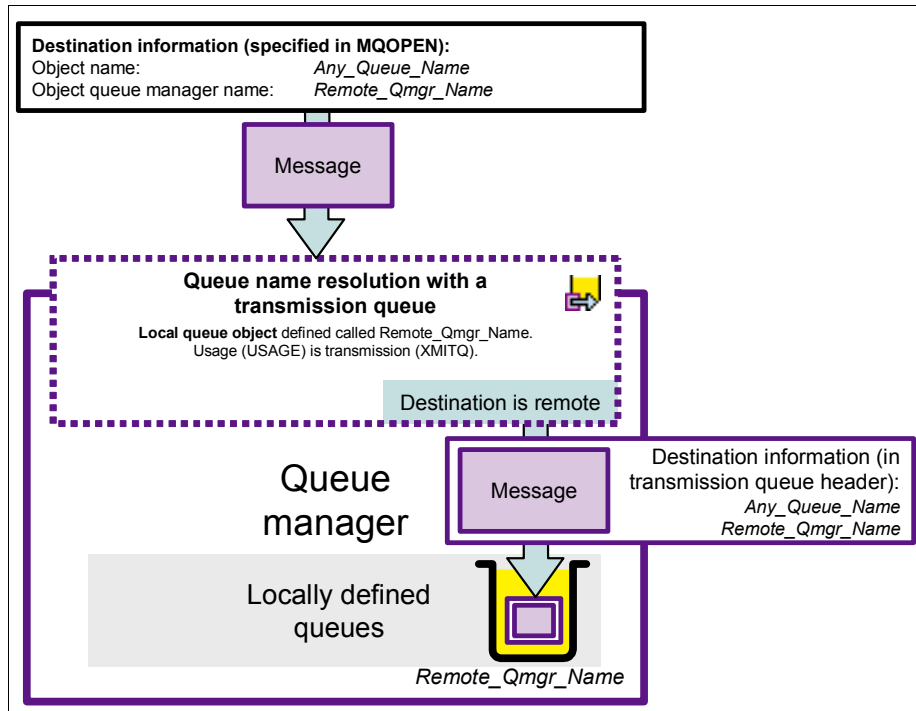 Destination information (specified in MQOPEN):
Object name: Any_Queue_Name
Object queue manager name: Remote_Qmgr_Name
Message
Queue name resolution with a
transmission queue
Local queue object defined called Remote_Qmgr_Name.
Usage (USAGE) is transmission (XMITQ).
Destination is remote
Queue
manager
Message
Destination information (in
transmission queue header):
Any_Queue_Name
Remote_Qmgr_Name
Locally defined
queues
Remote_Qmgr_Name